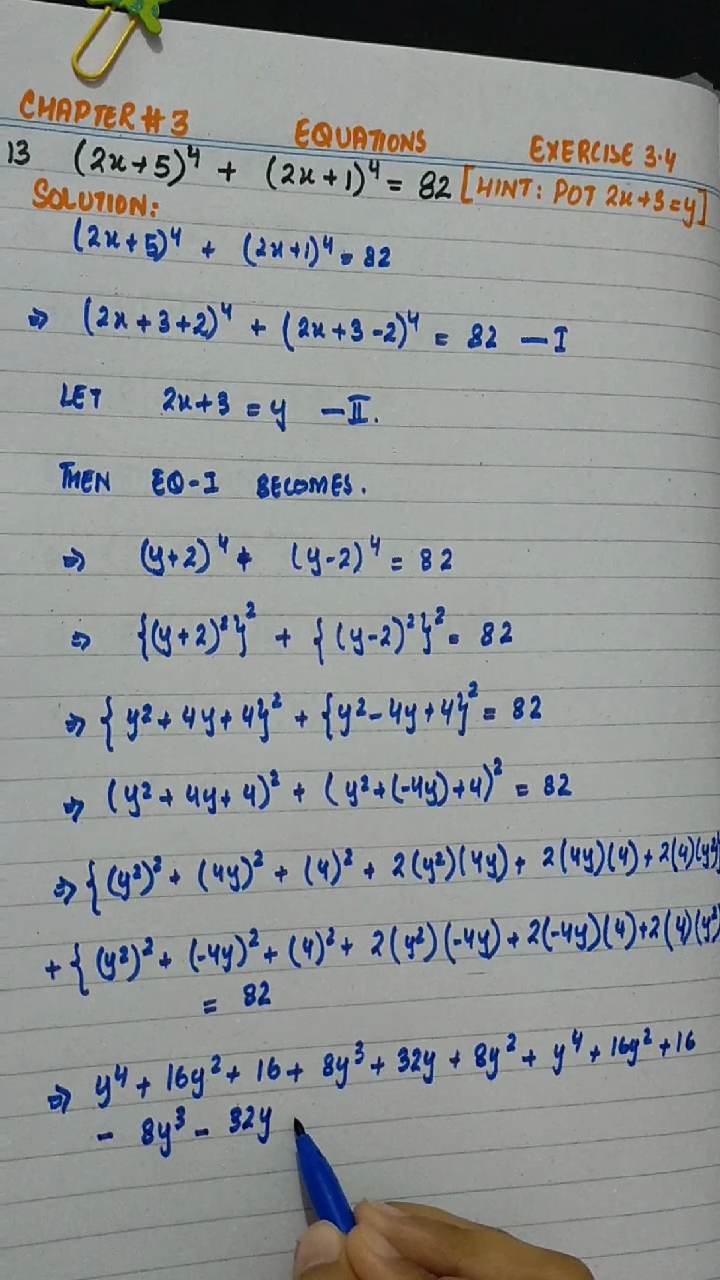 CHAPTER # 3 EQUATIONS EXERCISE 3.4
13 (2x+5)⁴ + (2x+1)⁴ = 82 [HINT: POT 2x+3=y]
SOLUTION:
(2x+5)⁴ + (2x+1)⁴ = 82
⇒ (2x+3+2)⁴ + (2x+3-2)⁴ = 82 — I
LET 2x+3 = y — II.
THEN EQ-I BECOMES.
⇒ (y+2)⁴ + (y-2)⁴ = 82
⇒ {(y+2)²}² + {(y-2)²}² = 82
⇒ {y²+4y+4}² + {y²-4y+4}² = 82
⇒ (y²+4y+4)² + (y²+(-4y)+4)² = 82
⇒ {(y²)² + (4y)² + (4)² + 2(y²)(4y) + 2(4y)(4) + 2(4)(y²)
+ {(y²)² + (-4y)² + (4)² + 2(y²)(-4y) + 2(-4y)(4) + 2(4)(y²)
= 82
⇒ y⁴ + 16y² + 16 + 8y³ + 32y + 8y² + y⁴ + 16y² + 16
- 8y³ - 32y